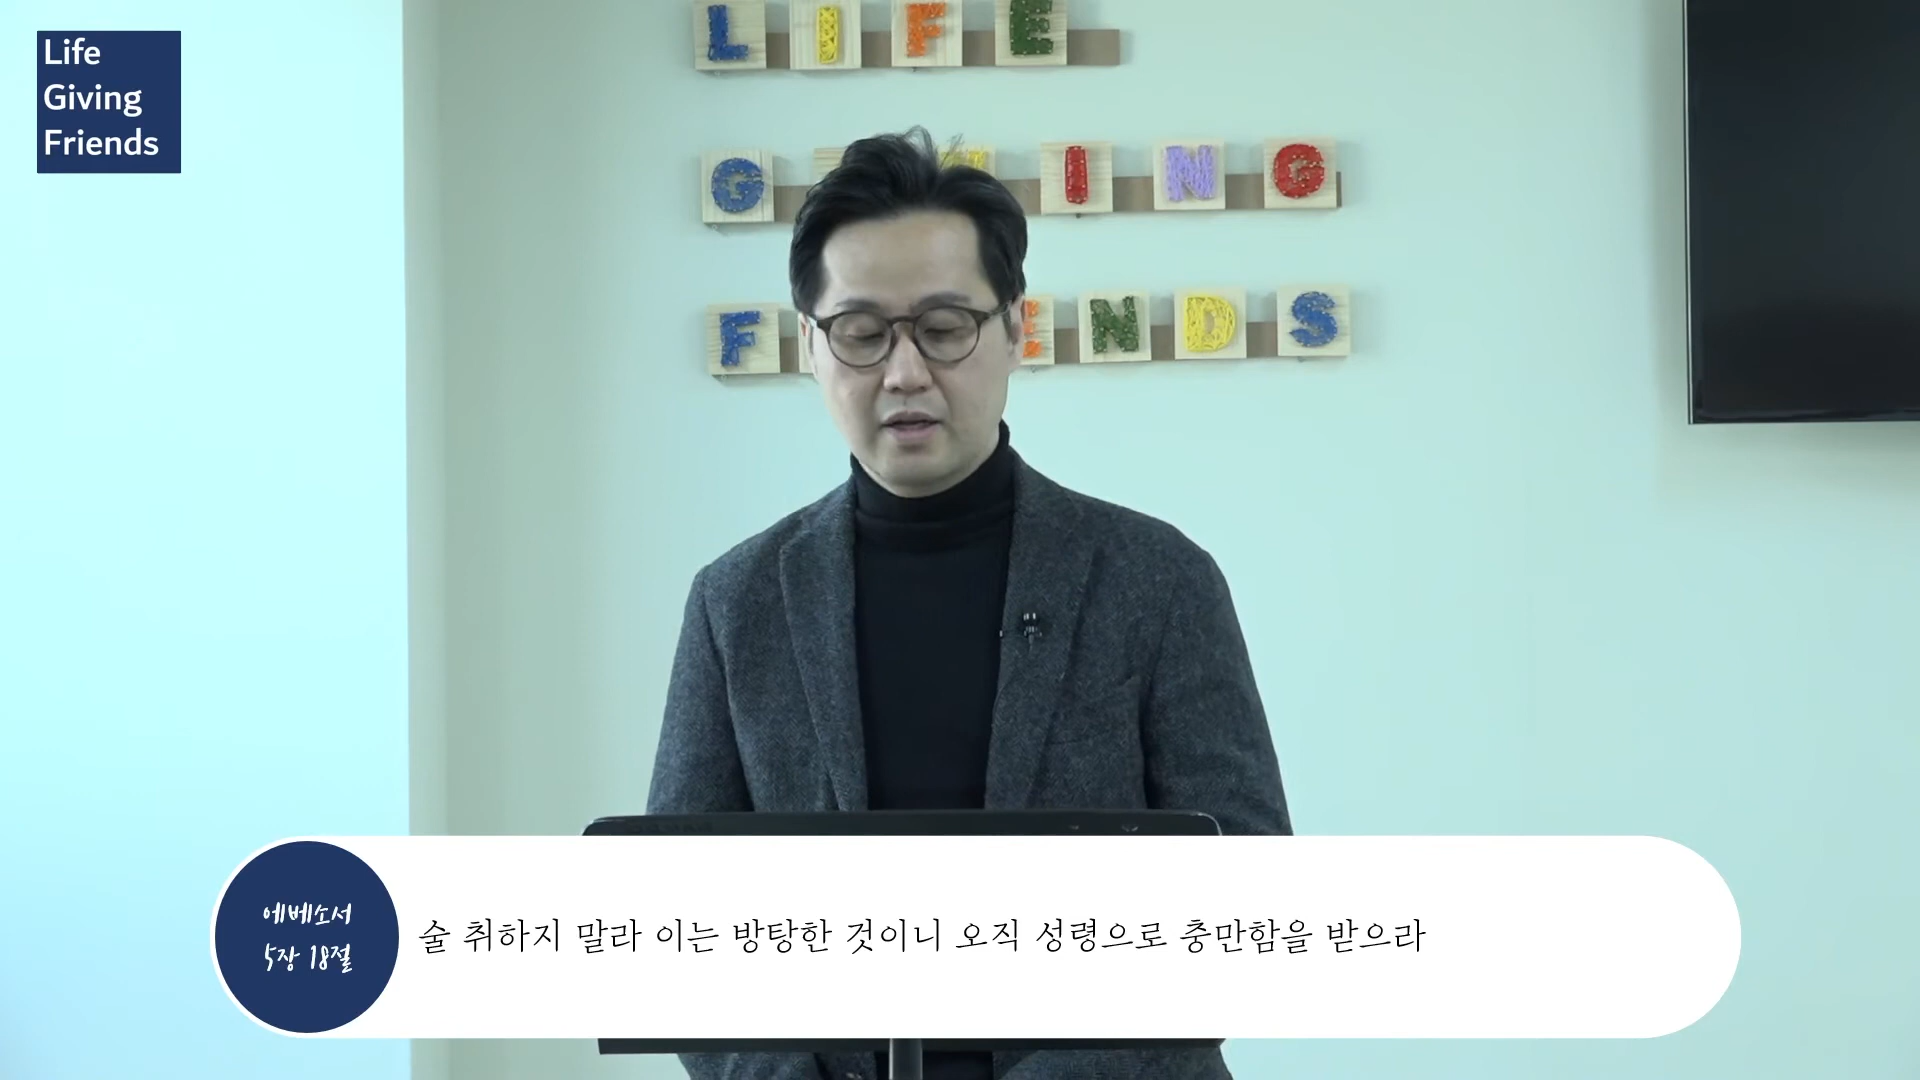 Life
Giving
Friends
LIFE
G ING
F ENDS
에베소서
5장 18절
술 취하지 말라 이는 방탕한 것이니 오직 성령으로 충만함을 받으라